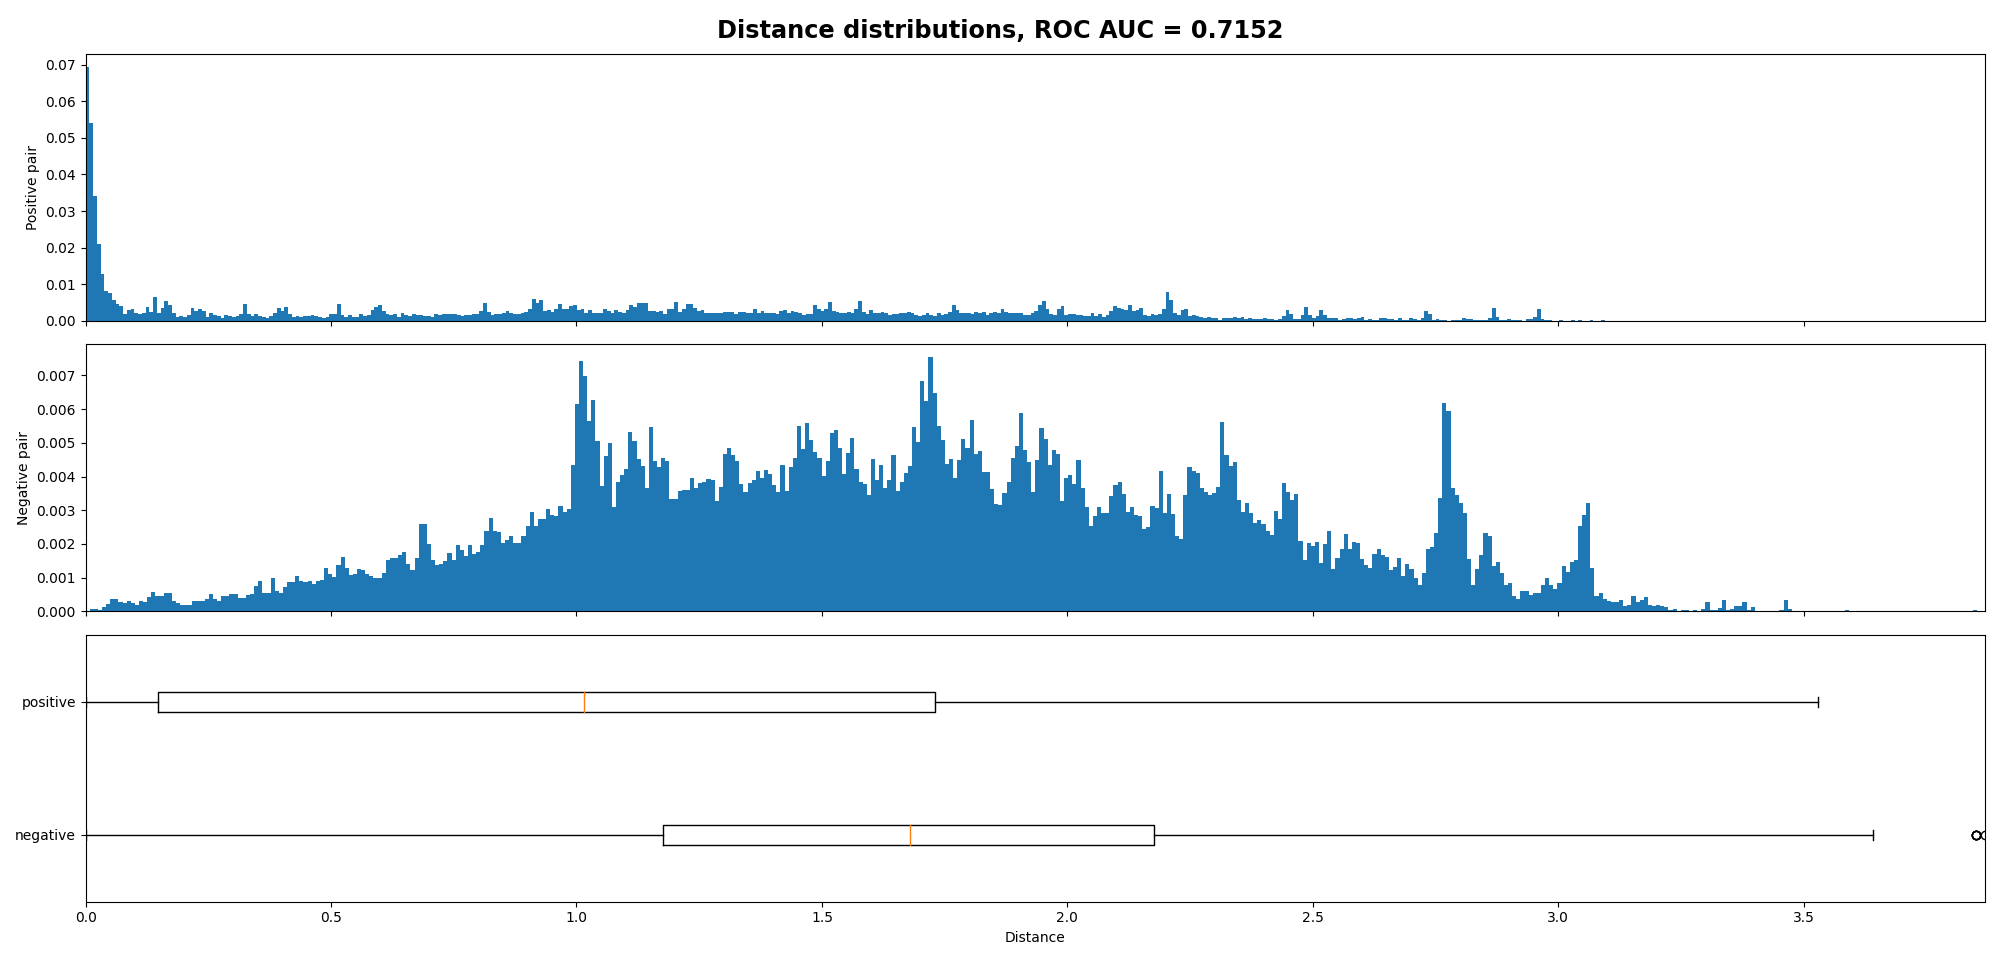 Distance distributions, ROC AUC = 0.7152
0.07
0.06
0.05
0.04
0.03
0.02
0.01
0.00
Positive pair
0.007
0.006
0.005
0.004
0.003
0.002
0.001
0.000
Negative pair
positive
negative
0.0 0.5 1.0 1.5 2.0 2.5 3.0 3.5
Distance